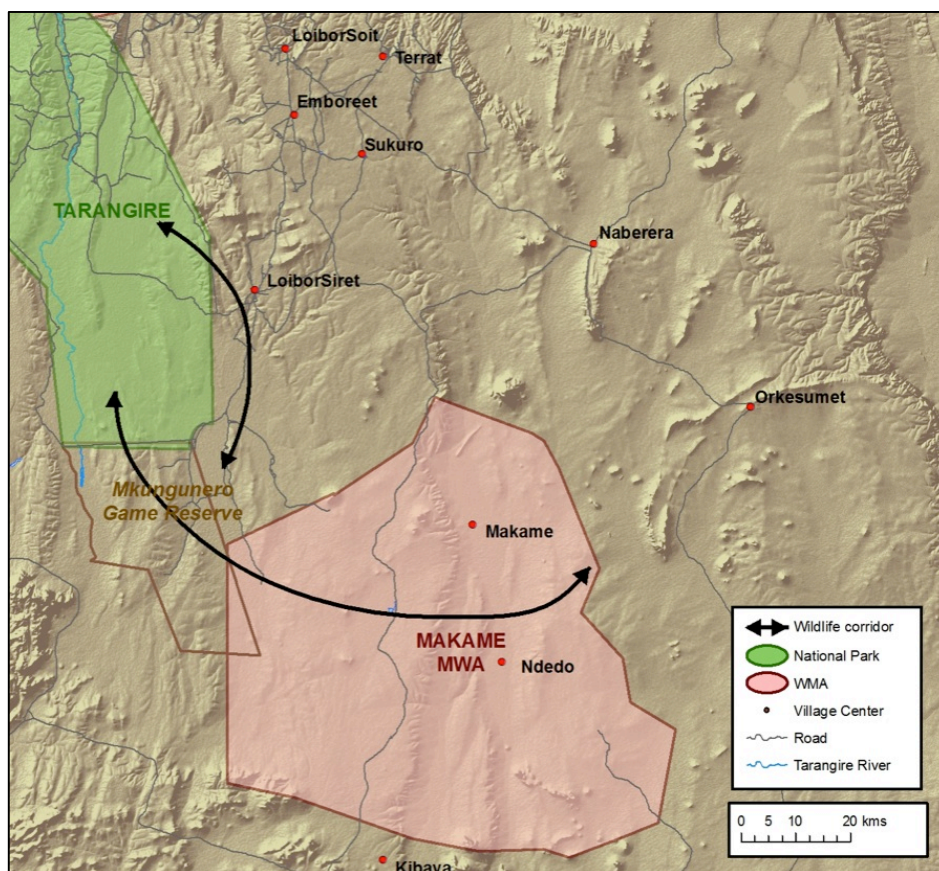 LoiborSoit
Terrat
Emboreet
Sukuro
TARANGIRE
Naberera
LoiborSiret
Orkesumet
Mkungunero
Game Reserve
Makame
MAKAME
MWA
Ndedo
Kibaya
Wildlife corridor
National Park
WMA
Village Center
Road
Tarangire River
0 5 10 20 kms